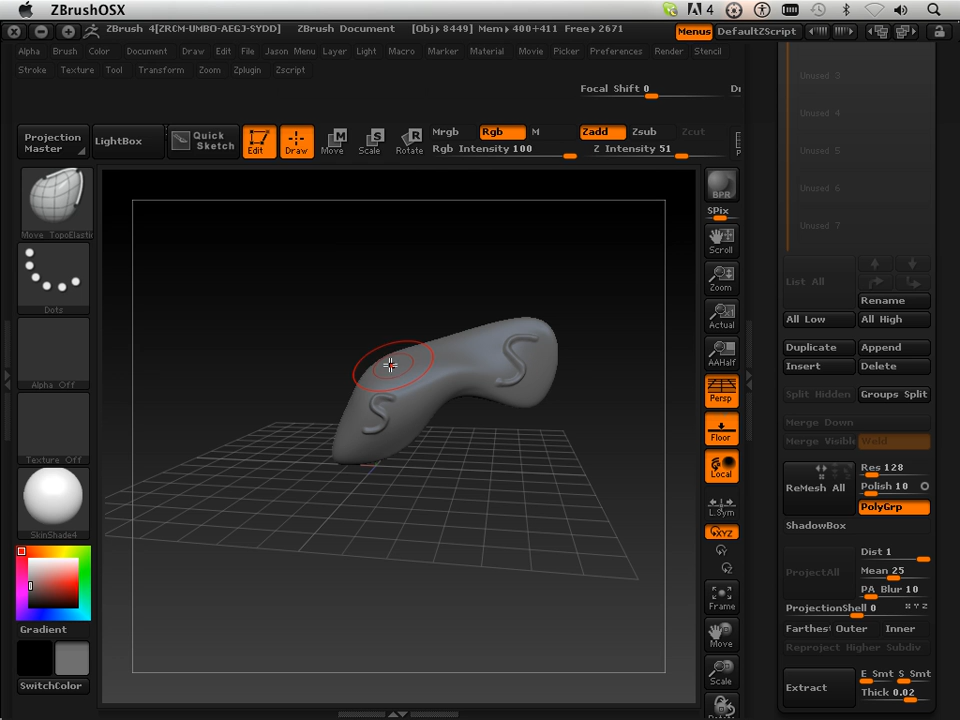 ZBrushOSX
4
ZBrush 4[ZRCM-UMBO-AEGJ-SYDD] ZBrush Document [Obj▸8449] Mem▸400+411 Free▸2671 Menus DefaultZScript
Alpha Brush Color Document Draw Edit File Jason Menu Layer Light Macro Marker Material Movie Picker Preferences Render Stencil
Stroke Texture Tool Transform Zoom Zplugin Zscript
Focal Shift 0
Projection Master
LightBox
Quick Sketch
Edit
Draw
Move
Scale
Rotate
Mrgb Rgb M
Rgb Intensity 100
Zadd Zsub Zcut
Z Intensity 51
Move TopoElasti
Dots
Alpha Off
Texture Off
SkinShade4
Gradient
SwitchColor
S
S
BPR
SPix
Scroll
Zoom
Actual
AAHalf
Persp
Floor
Local
L.Sym
XYZ
Y
Z
Frame
Move
Scale
Unused 3
Unused 4
Unused 5
Unused 6
Unused 7
List All
Rename
All Low All High
Duplicate Append
Insert Delete
Split Hidden Groups Split
Merge Down
Merge Visible Weld
ReMesh All
Res 128
Polish 10
PolyGrp
ShadowBox
ProjectAll
Dist 1
Mean 25
PA Blur 10
ProjectionShell 0
Farthest Outer Inner
Reproject Higher Subdiv
Extract
E Smt S Smt
Thick 0.02